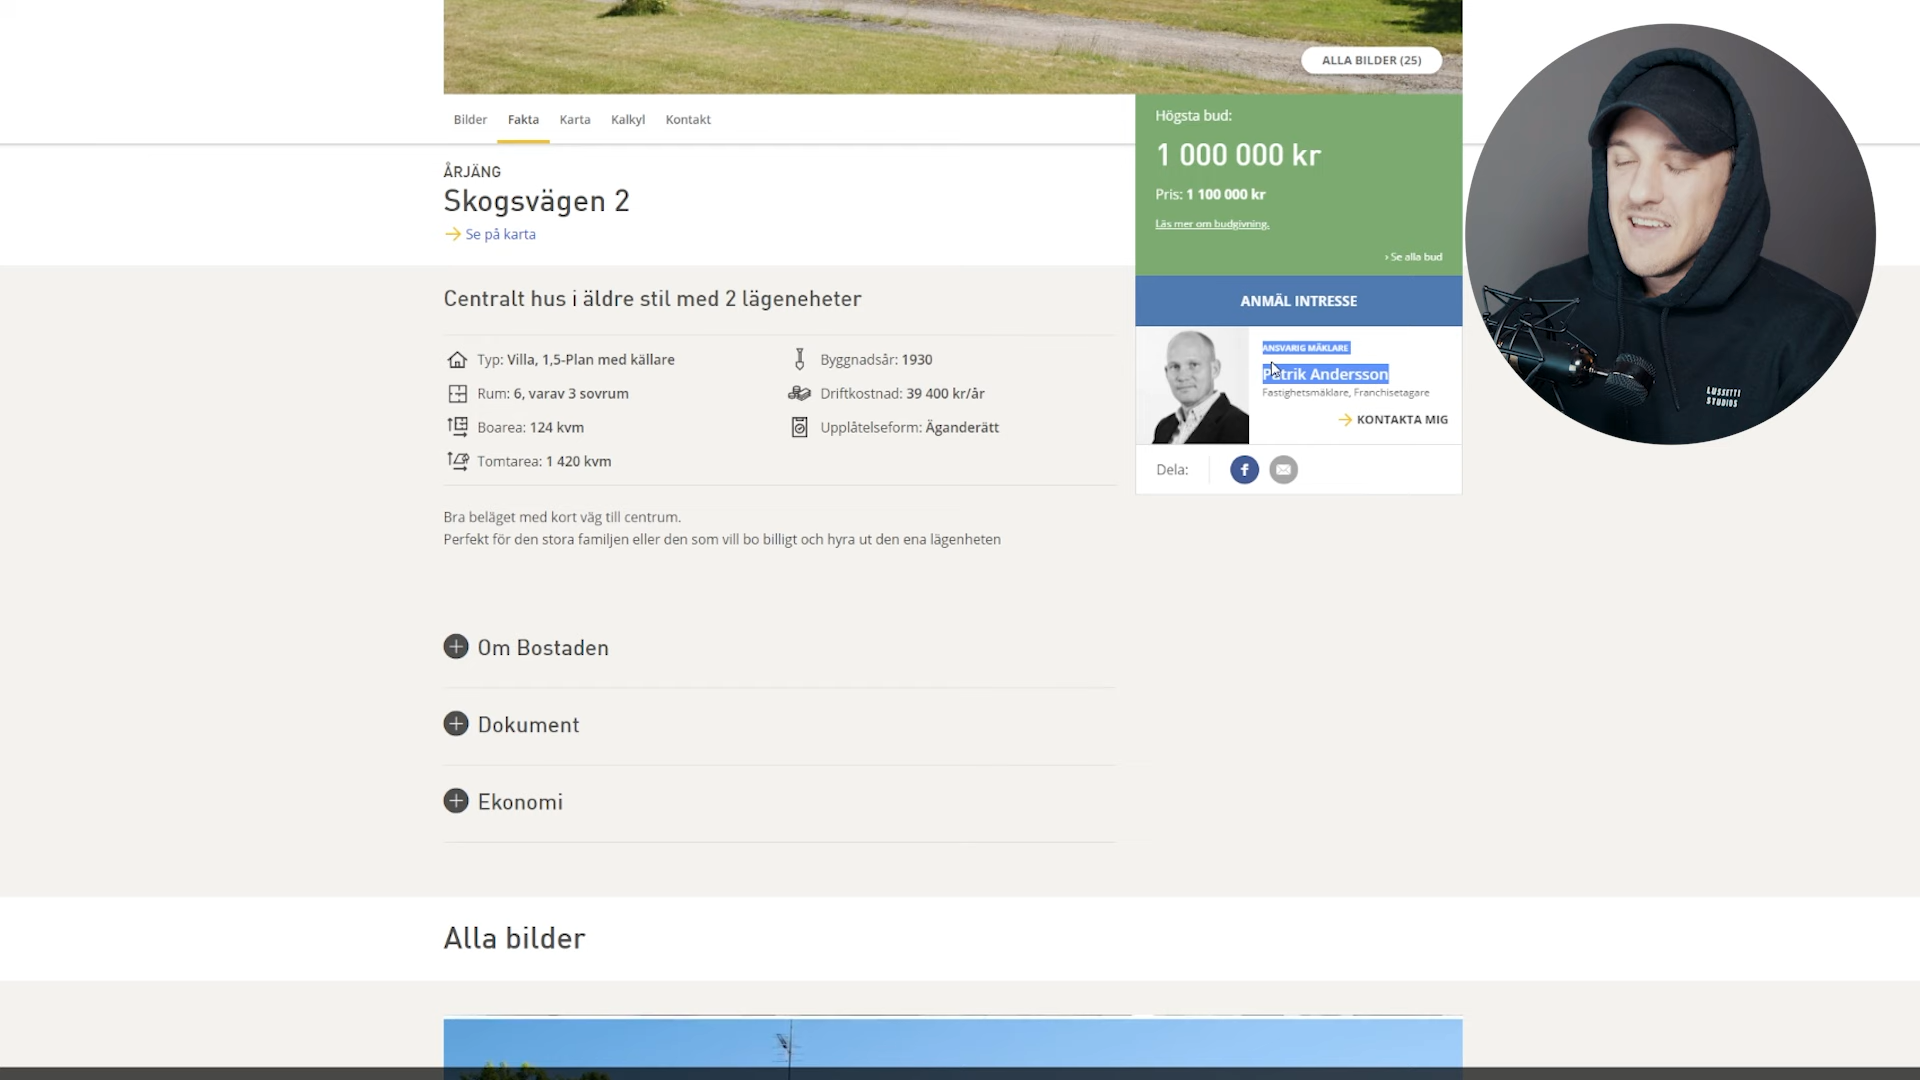 ALLA BILDER (25)
Bilder
Fakta
Karta
Kalkyl
Kontakt
ÅRJÄNG
Skogsvägen 2
Se på karta
Högsta bud:
1 000 000 kr
Pris: 1 100 000 kr
Läs mer om budgivning.
› Se alla bud
ANMÄL INTRESSE
ANSVARIG MÄKLARE
Patrik Andersson
Fastighetsmäklare, Franchisetagare
KONTAKTA MIG
Dela:
Centralt hus i äldre stil med 2 lägeneheter
Typ: Villa, 1,5-Plan med källare
Rum: 6, varav 3 sovrum
Boarea: 124 kvm
Tomtarea: 1 420 kvm
Byggnadsår: 1930
Driftkostnad: 39 400 kr/år
Upplåtelseform: Äganderätt
Bra beläget med kort väg till centrum.
Perfekt för den stora familjen eller den som vill bo billigt och hyra ut den ena lägenheten
Om Bostaden
Dokument
Ekonomi
Alla bilder
LUSSETTI
STUDIOS